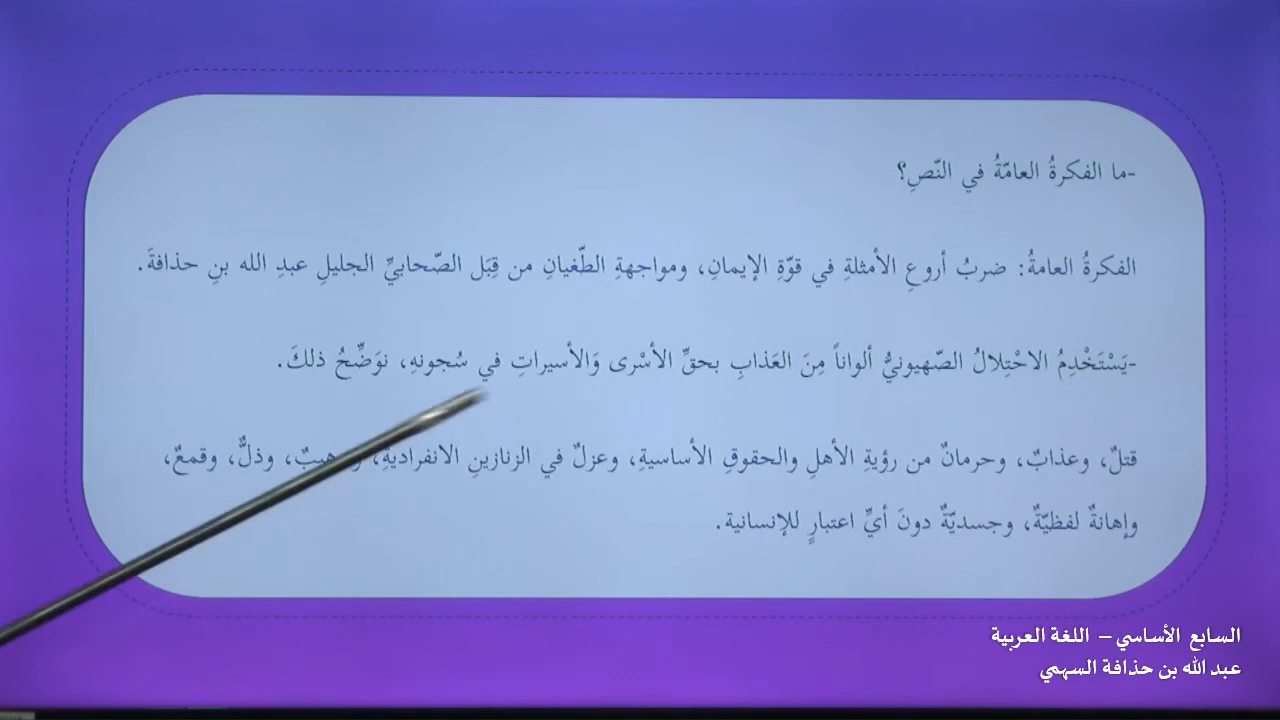 -ما الفكرةُ العامّةُ في النّصِ؟
الفكرةُ العامةُ: ضربُ أروعِ الأمثلةِ في قوّةِ الإيمانِ، ومواجهةِ الطّغيانِ من قِبَل الصّحابيِّ الجليلِ عبدِ الله بنِ حذافةَ.
-يَسْتَخْدِمُ الاحْتِلالُ الصّهيونيُّ ألواناً مِنَ العَذابِ بحقِّ الأسْرى وَالأسيراتِ في سُجونهِ، نوَضِّحُ ذلكَ.
قتلٌ، وعذابٌ، وحرمانٌ من رؤيةِ الأهلِ والحقوقِ الأساسيةِ، وعزلٌ في الزنازينِ الانفراديةِ، وذلٌّ، وقمعٌ،
وإهانةٌ لفظيّةٌ، وجسديّةٌ دونَ أيِّ اعتبارٍ للإنسانية.
السابع الأساسي – اللغة العربية
عبد الله بن حذافة السهمي